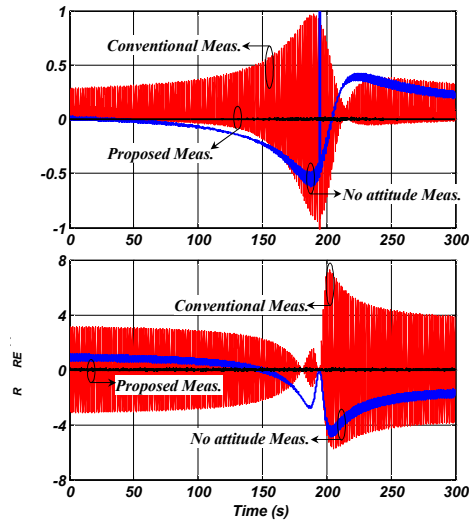 1
Conventional Meas.
0.5
0
Proposed Meas.
-0.5
No attitude Meas.
-1
0 50 100 150 200 250 300
8
Conventional Meas.
4
0
Proposed Meas.
R RE
-4
No attitude Meas.
-8
0 50 100 150 200 250 300
Time (s)